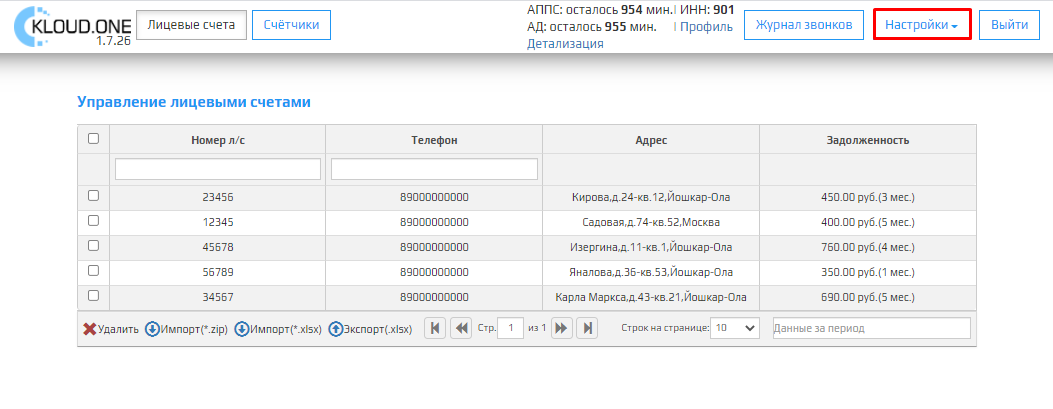 KLOUD.ONE
1.7.26
Лицевые счета
Счётчики
АППС: осталось 954 мин.
АД: осталось 955 мин.
Детализация
| ИНН: 901
| Профиль
Журнал звонков
Настройки
Выйти
Управление лицевыми счетами
Номер л/с Телефон Адрес Задолженность
23456 89000000000 Кирова,д.24-кв.12,Йошкар-Ола 450.00 руб.(3 мес.)
12345 89000000000 Садовая,д.74-кв.52,Москва 400.00 руб.(5 мес.)
45678 89000000000 Изергина,д.11-кв.1,Йошкар-Ола 760.00 руб.(4 мес.)
56789 89000000000 Яналова,д.36-кв.53,Йошкар-Ола 350.00 руб.(1 мес.)
34567 89000000000 Карла Маркса,д.43-кв.21,Йошкар-Ола 690.00 руб.(5 мес.)
Удалить Импорт(*.zip) Импорт(*.xlsx) Экспорт(.xlsx) Стр. 1 из 1 Строк на странице: 10 Данные за период